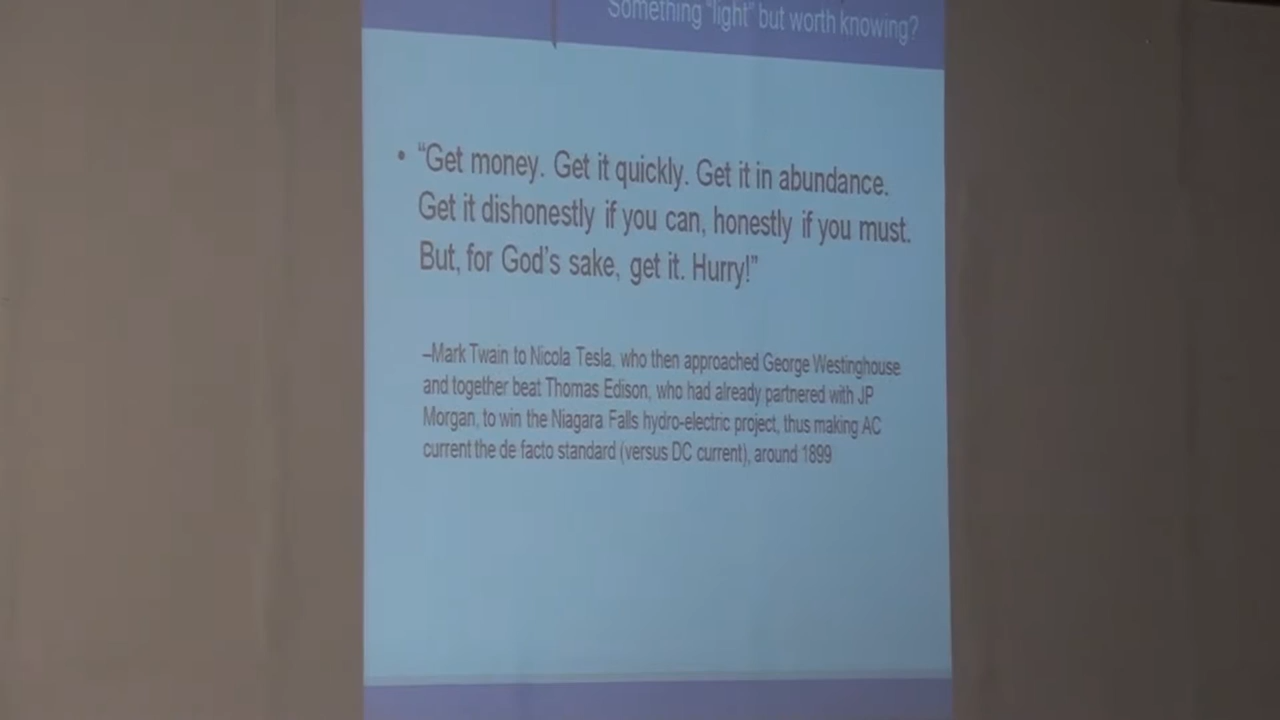 Something "light" but worth knowing?
• "Get money. Get it quickly. Get it in abundance.
Get it dishonestly if you can, honestly if you must.
But, for God's sake, get it. Hurry!"
–Mark Twain to Nicola Tesla, who then approached George Westinghouse
and together beat Thomas Edison, who had already partnered with JP
Morgan, to win the Niagara Falls hydro-electric project, thus making AC
current the de facto standard (versus DC current), around 1899